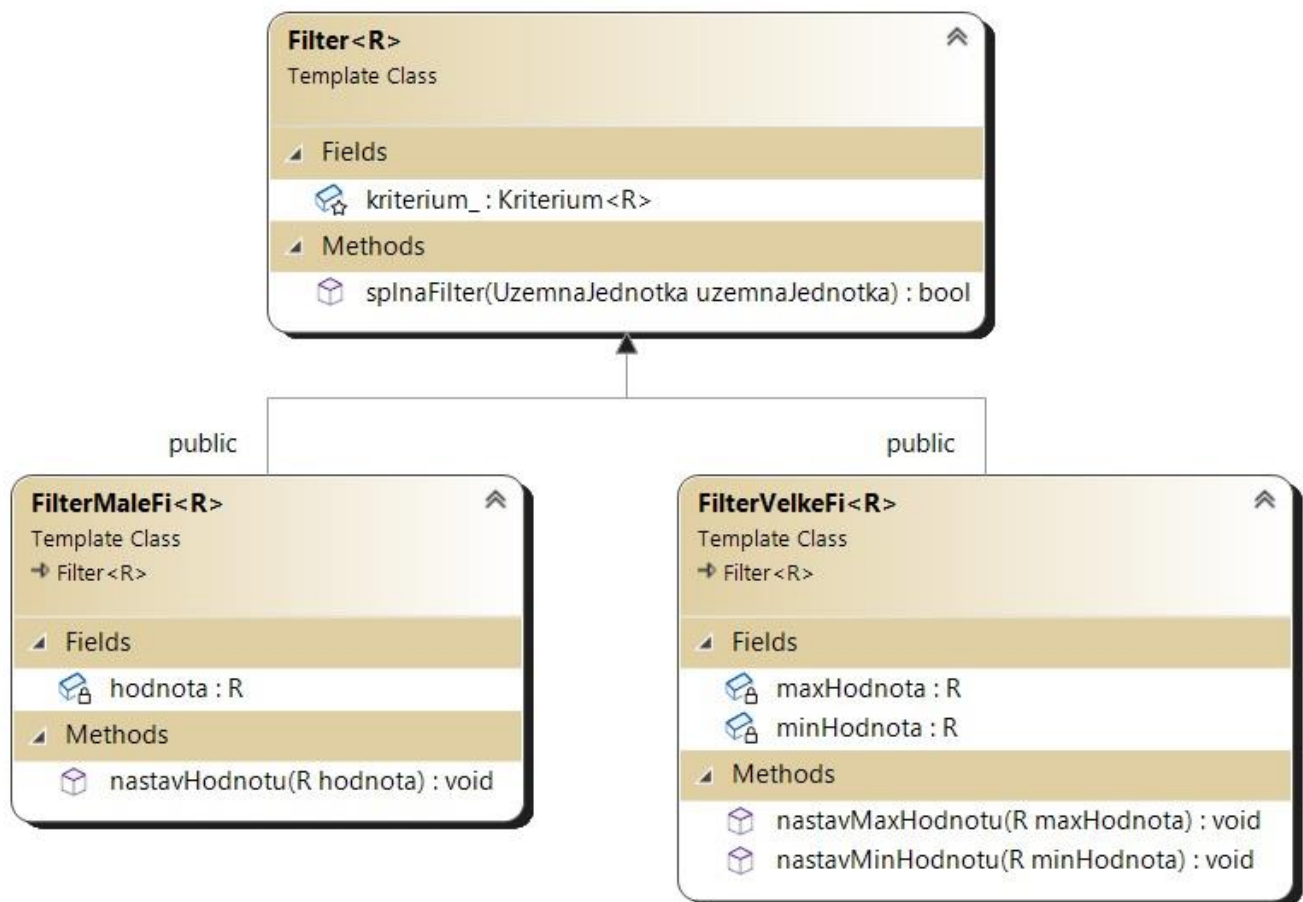 Filter<R>
Template Class
Fields
kriterium_ : Kriterium<R>
Methods
splnaFilter(UzemnaJednotka uzemnaJednotka) : bool
public
public
FilterMaleFi<R>
Template Class
Filter<R>
Fields
hodnota : R
Methods
nastavHodnotu(R hodnota) : void
FilterVelkeFi<R>
Template Class
Filter<R>
Fields
maxHodnota : R
minHodnota : R
Methods
nastavMaxHodnotu(R maxHodnota) : void
nastavMinHodnotu(R minHodnota) : void